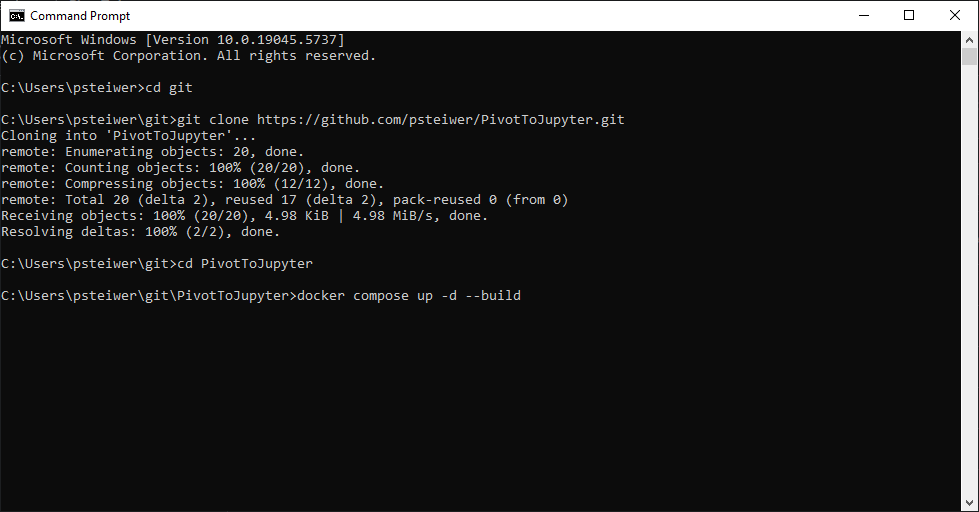 Command Prompt
Microsoft Windows [Version 10.0.19045.5737]
(c) Microsoft Corporation. All rights reserved.
C:\Users\psteiwer>cd git
C:\Users\psteiwer\git>git clone https://github.com/psteiwer/PivotToJupyter.git
Cloning into 'PivotToJupyter'...
remote: Enumerating objects: 20, done.
remote: Counting objects: 100% (20/20), done.
remote: Compressing objects: 100% (12/12), done.
remote: Total 20 (delta 2), reused 17 (delta 2), pack-reused 0 (from 0)
Receiving objects: 100% (20/20), 4.98 KiB | 4.98 MiB/s, done.
Resolving deltas: 100% (2/2), done.
C:\Users\psteiwer\git>cd PivotToJupyter
C:\Users\psteiwer\git\PivotToJupyter>docker compose up -d --build